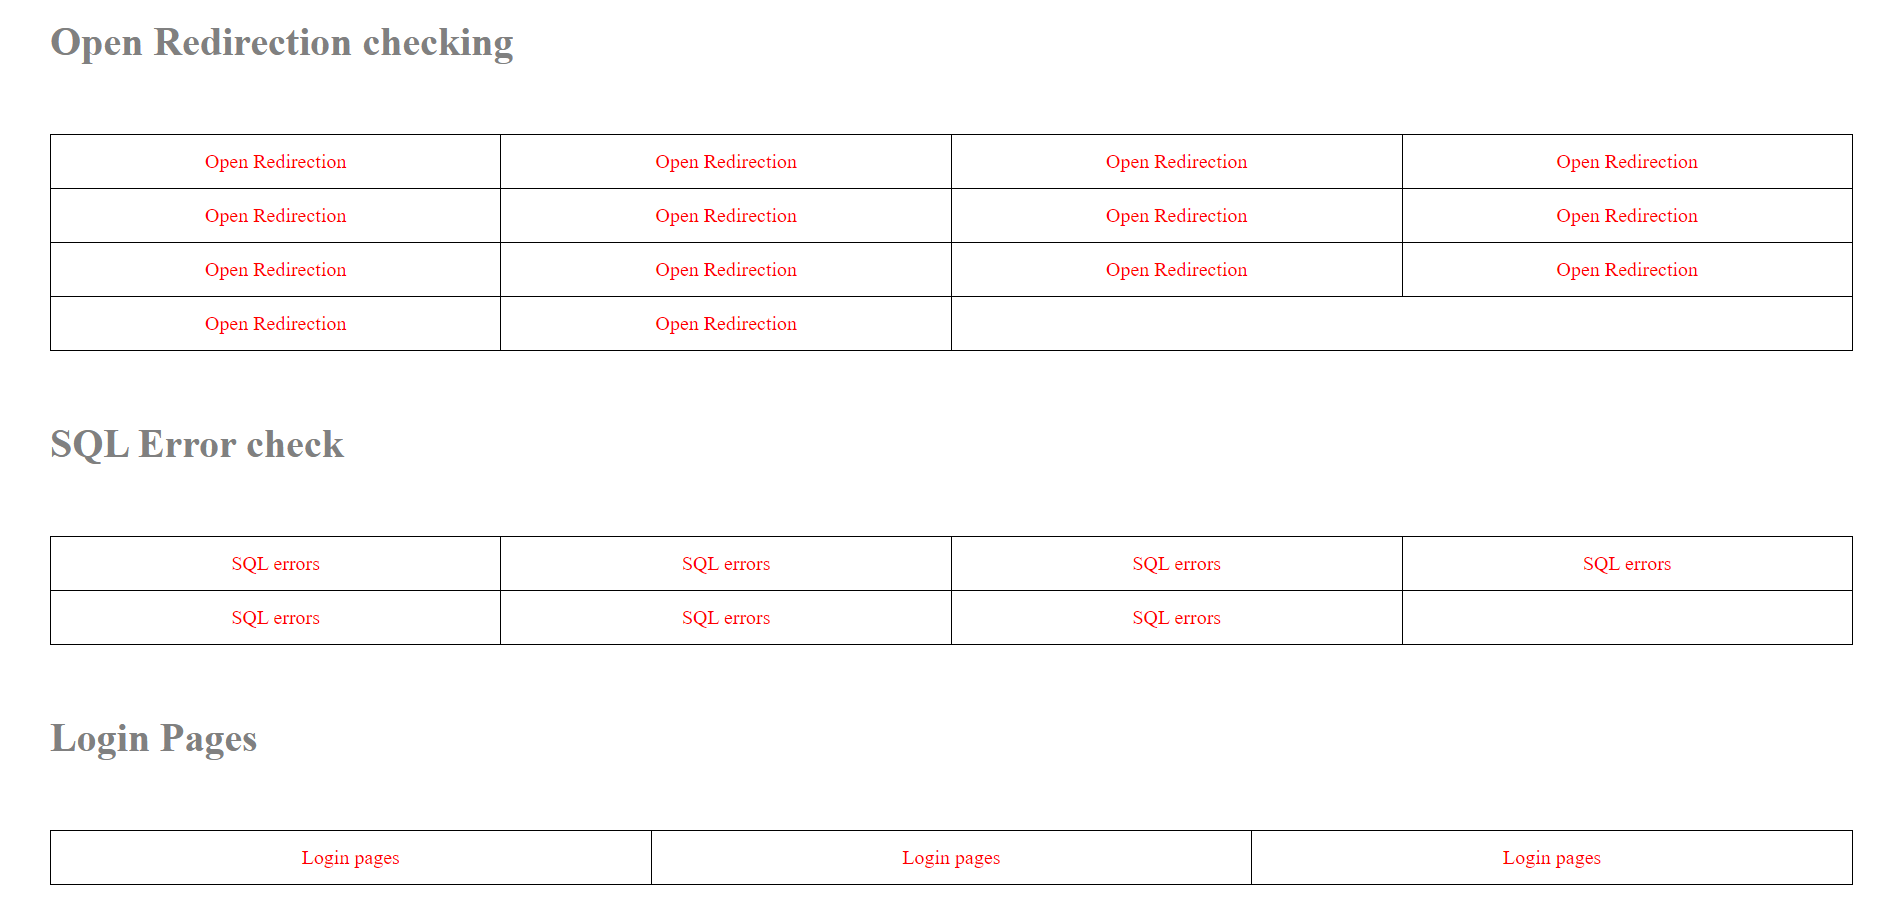 Open Redirection checking
Open Redirection Open Redirection Open Redirection Open Redirection
Open Redirection Open Redirection Open Redirection Open Redirection
Open Redirection Open Redirection Open Redirection Open Redirection
Open Redirection Open Redirection
SQL Error check
SQL errors SQL errors SQL errors SQL errors
SQL errors SQL errors SQL errors
Login Pages
Login pages Login pages Login pages